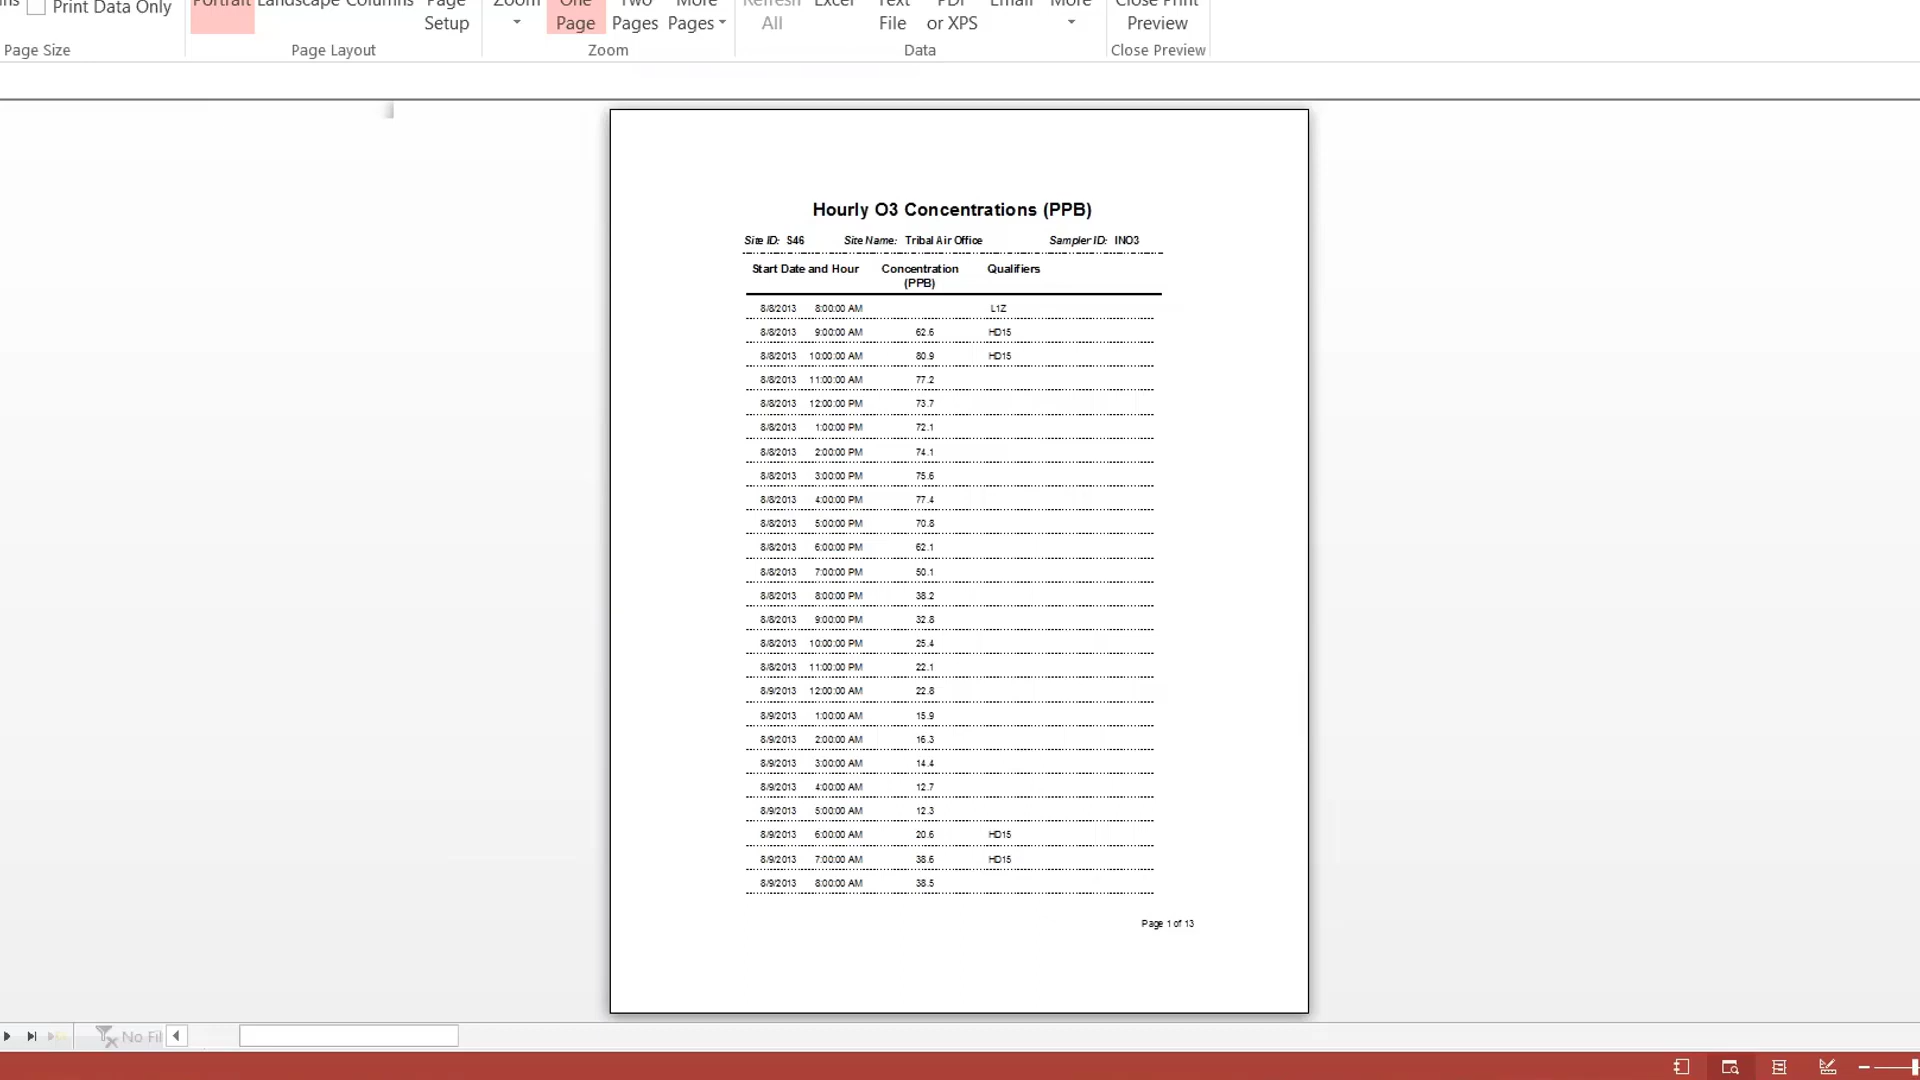 Print Data Only
Portrait Landscape Columns Page Setup
Zoom One Page Two Pages More Pages
Refresh All Excel Text File PDF or XPS Email More
Close Print Preview
Page Size Page Layout Zoom Data Close Preview
Hourly O3 Concentrations (PPB)
Site ID: S46 Site Name: Tribal Air Office Sampler ID: INO3
Start Date and Hour Concentration (PPB) Qualifiers
8/8/2013 8:00:00 AM L1Z
8/8/2013 9:00:00 AM 62.6 HD15
8/8/2013 10:00:00 AM 80.9 HD15
8/8/2013 11:00:00 AM 77.2
8/8/2013 12:00:00 PM 73.7
8/8/2013 1:00:00 PM 72.1
8/8/2013 2:00:00 PM 74.1
8/8/2013 3:00:00 PM 75.6
8/8/2013 4:00:00 PM 77.4
8/8/2013 5:00:00 PM 70.8
8/8/2013 6:00:00 PM 62.1
8/8/2013 7:00:00 PM 50.1
8/8/2013 8:00:00 PM 38.2
8/8/2013 9:00:00 PM 32.8
8/8/2013 10:00:00 PM 25.4
8/8/2013 11:00:00 PM 22.1
8/9/2013 12:00:00 AM 22.8
8/9/2013 1:00:00 AM 15.9
8/9/2013 2:00:00 AM 16.3
8/9/2013 3:00:00 AM 14.4
8/9/2013 4:00:00 AM 12.7
8/9/2013 5:00:00 AM 12.3
8/9/2013 6:00:00 AM 20.6 HD15
8/9/2013 7:00:00 AM 38.6 HD15
8/9/2013 8:00:00 AM 38.5
Page 1 of 13
No Fil